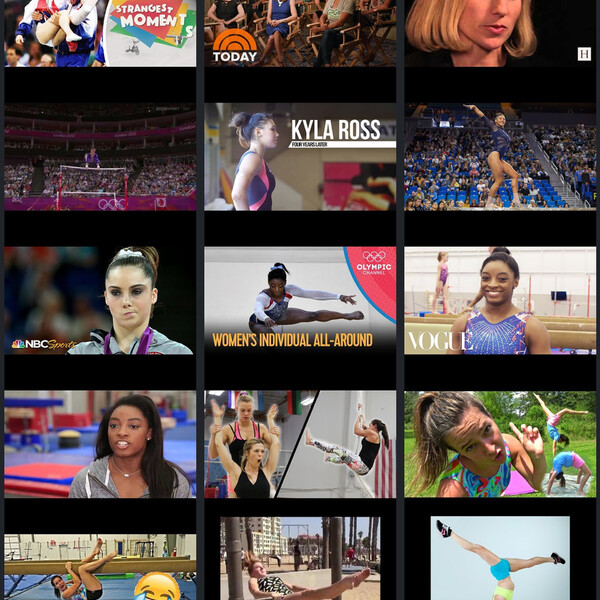 STRANGEST
MOMENTS
TODAY
H
KYLA ROSS
FOUR YEARS LATER
NBC Sports
OLYMPIC
CHANNEL
WOMEN'S INDIVIDUAL ALL-AROUND
VOGUE